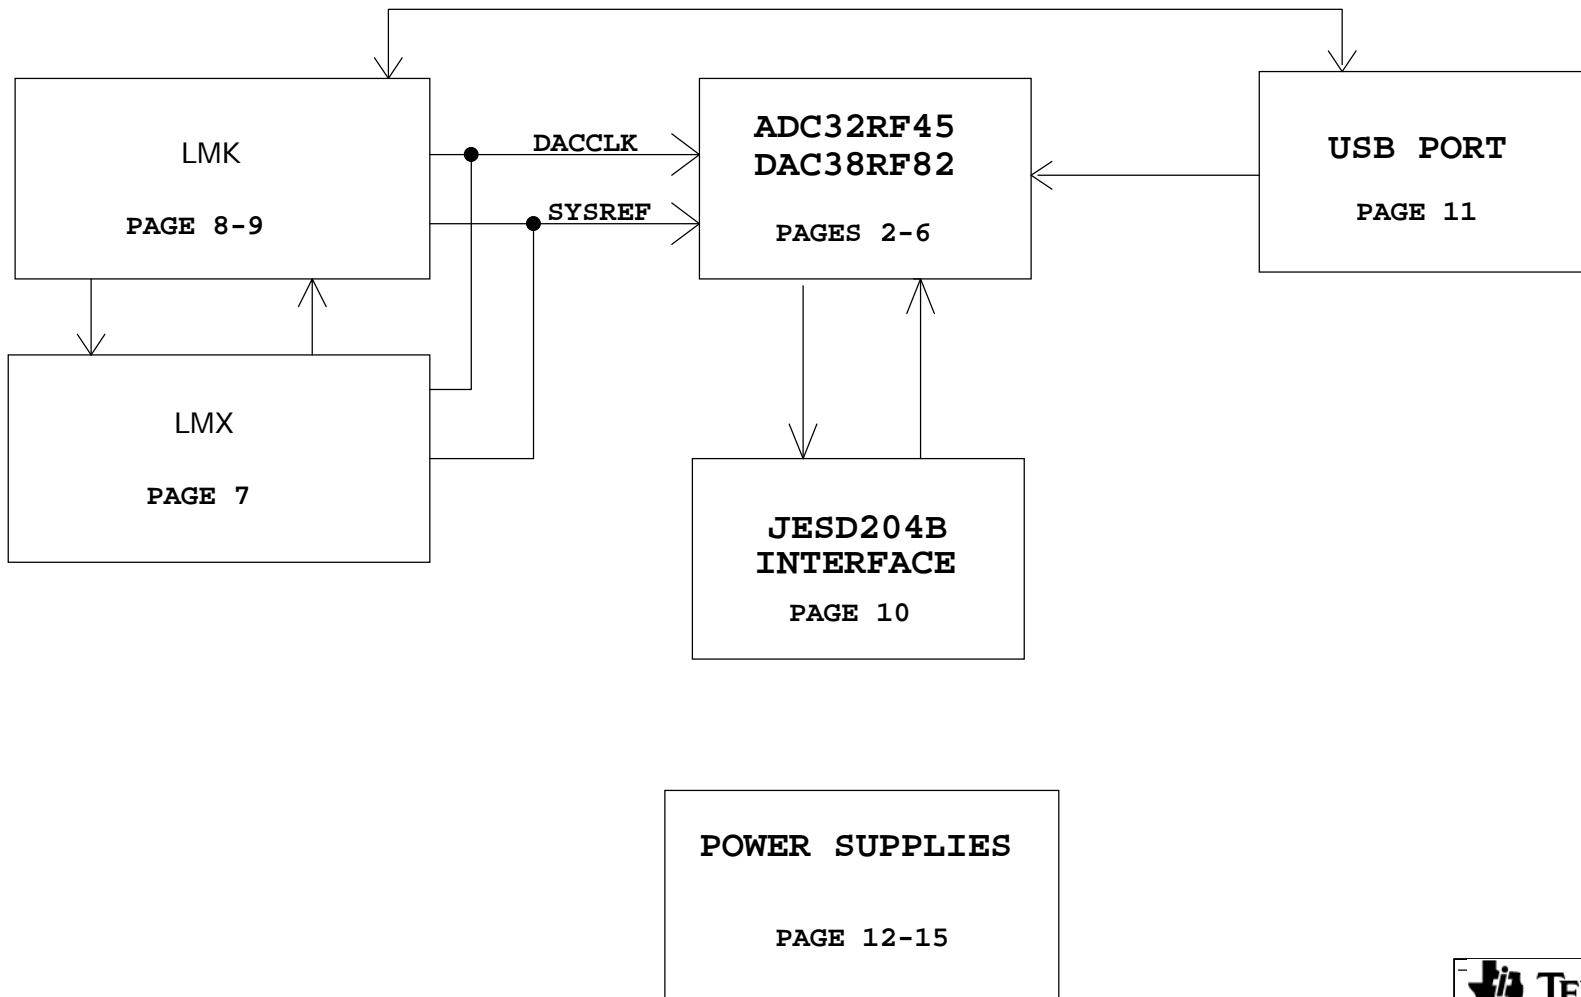 LMK
PAGE 8-9
DACCLK
SYSREF
ADC32RF45
DAC38RF82
PAGES 2-6
USB PORT
PAGE 11
LMX
PAGE 7
JESD204B
INTERFACE
PAGE 10
POWER SUPPLIES
PAGE 12-15